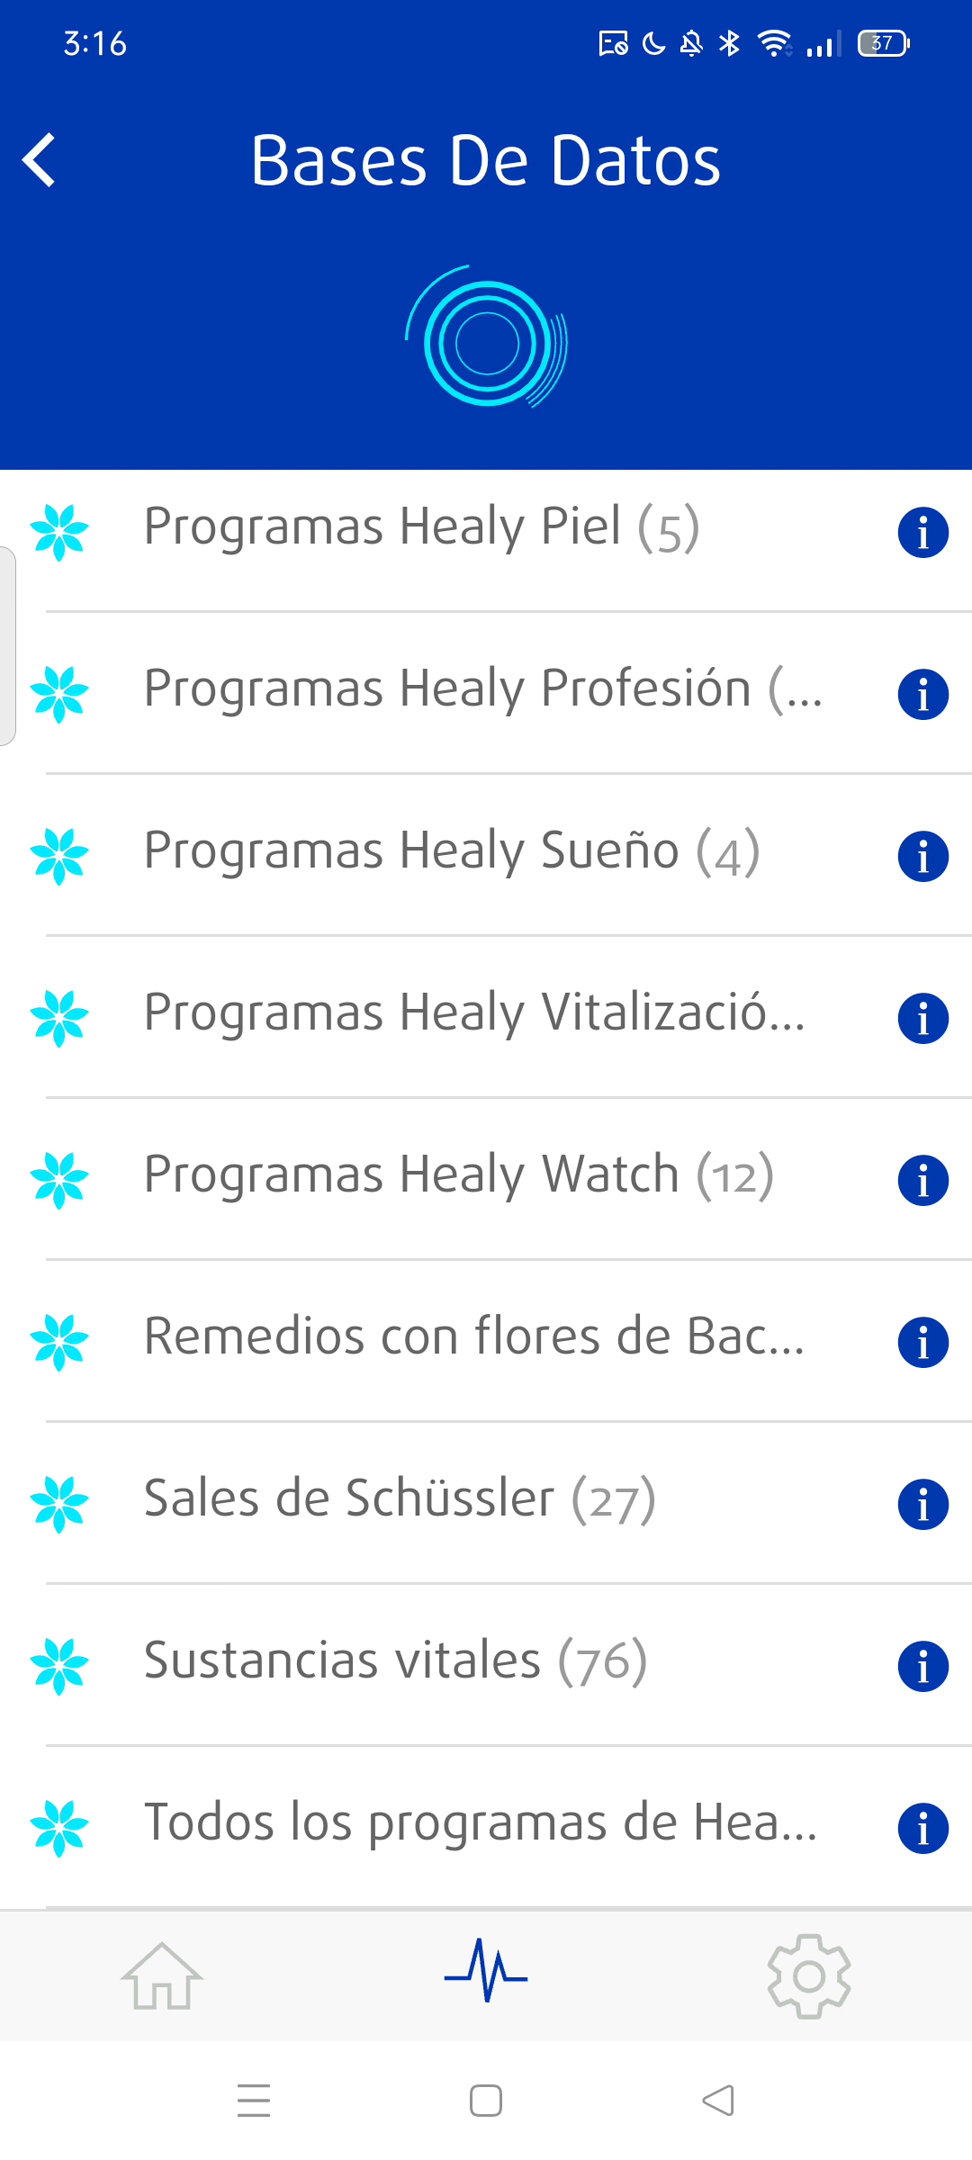 3:16
37
Bases De Datos
Programas Healy Piel (5)
Programas Healy Profesión (...
Programas Healy Sueño (4)
Programas Healy Vitalizació...
Programas Healy Watch (12)
Remedios con flores de Bac...
Sales de Schüssler (27)
Sustancias vitales (76)
Todos los programas de Hea...